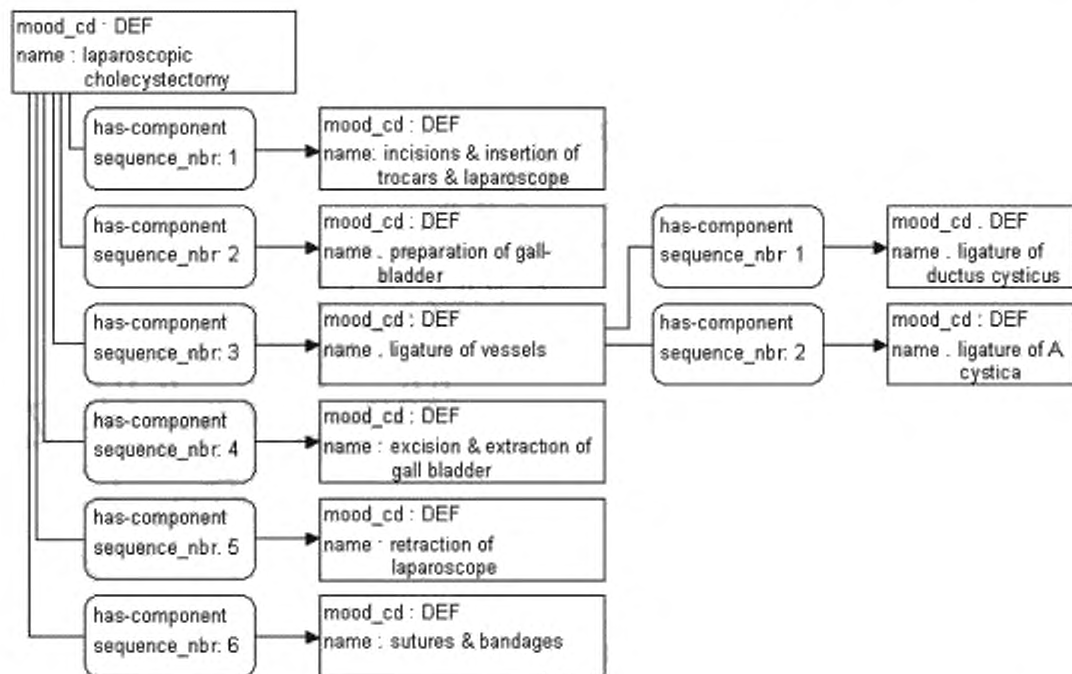 mood_cd : DEF
name : laparoscopic
cholecystectomy
has-component
sequence_nbr: 1
mood_cd : DEF
name: incisions & insertion of
trocars & laparoscope
has-component
sequence_nbr 2
mood_cd : DEF
name . preparation of gall-
bladder
has-component
sequence_nbr 1
mood_cd . DEF
name . ligature of
ductus cysticus
has-component
sequence_nbr: 3
mood_cd : DEF
name . ligature of vessels
has-component
sequence_nbr: 2
mood_cd : DEF
name . ligature of A
cystica
has-component
sequence_nbr: 4
mood_cd : DEF
name : excision & extraction of
gall bladder
has-component
sequence_nbr. 5
mood_cd : DEF
name : retraction of
laparoscope
has-component
sequence_nbr: 6
mood_cd : DEF
name : sutures & bandages